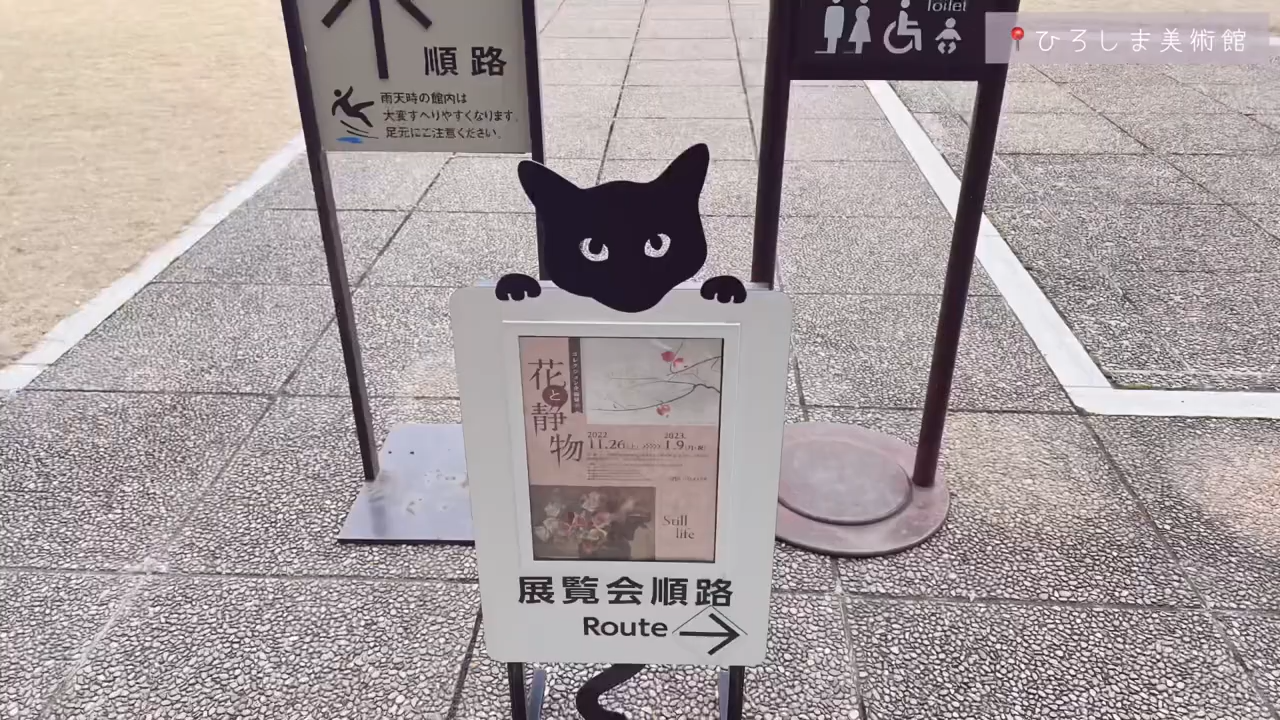 順路
雨天時の館内は
大変すべりやすくなります。
足元にご注意ください。
Toilet
ひろしま美術館
花と静物
2022. 2023.
11.26(土) >>>>> 1.9(月・祝)
Still
life
展覧会順路
Route